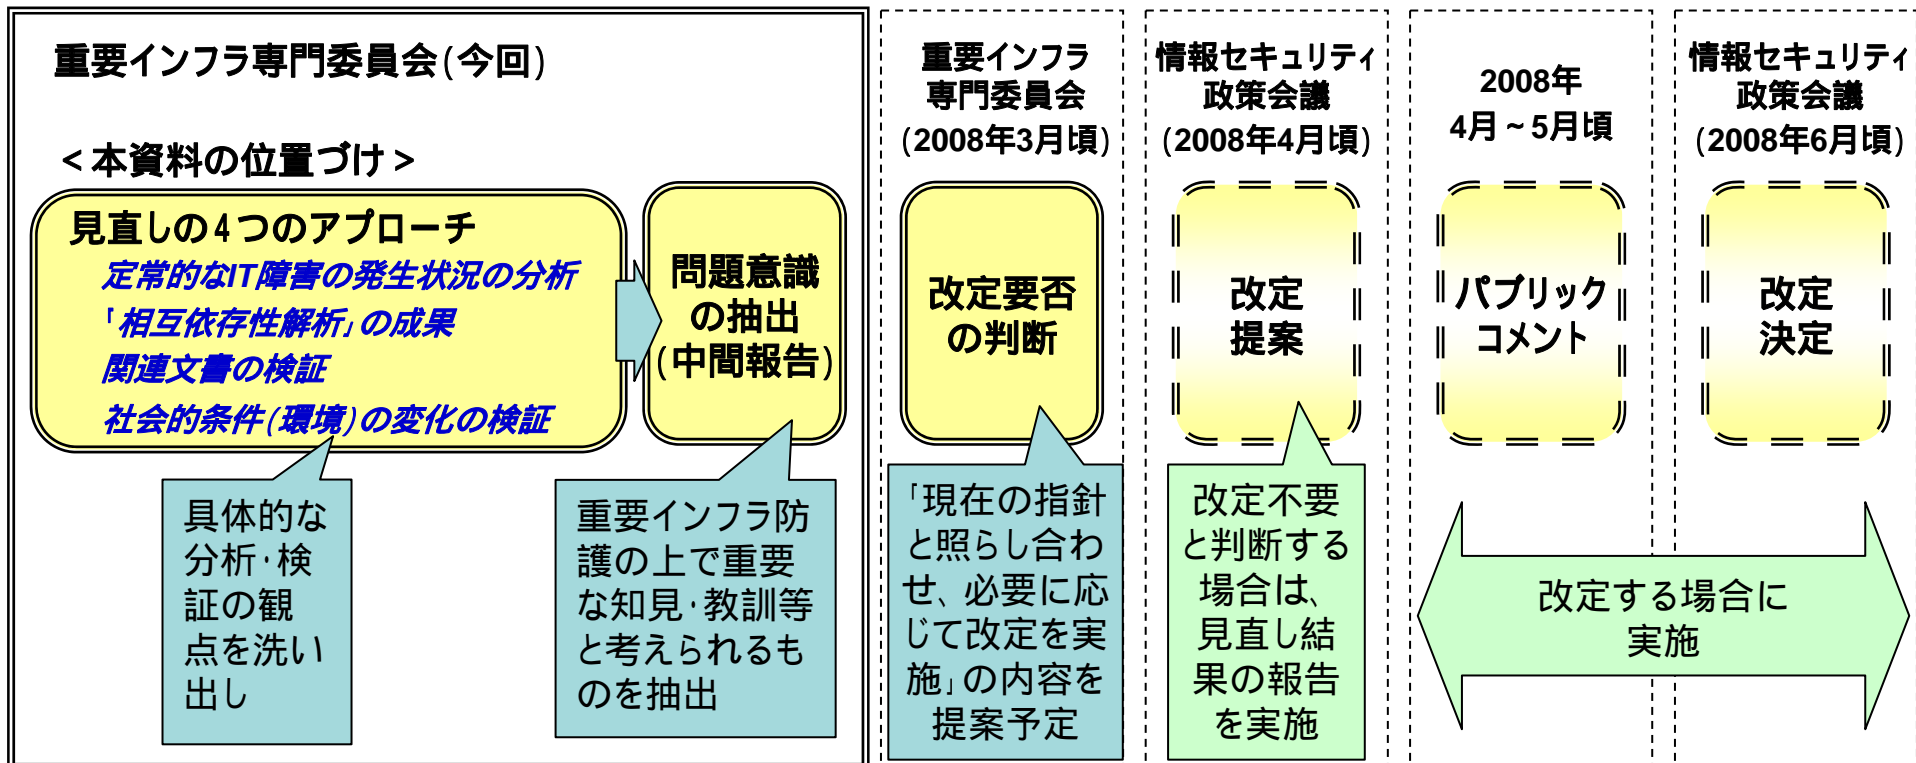 重要インフラ専門委員会(今回)
＜本資料の位置づけ＞
見直しの4つのアプローチ
定常的なIT障害の発生状況の分析
「相互依存性解析」の成果
関連文書の検証
社会的条件(環境)の変化の検証
問題意識
の抽出
(中間報告)
具体的な
分析・検
証の観
点を洗い
出し
重要インフラ防
護の上で重要
な知見・教訓等
と考えられるも
のを抽出
重要インフラ
専門委員会
(2008年3月頃)
改定要否
の判断
「現在の指針
と照らし合わ
せ、必要に応
じて改定を実
施」の内容を
提案予定
情報セキュリティ
政策会議
(2008年4月頃)
改定
提案
改定不要
と判断する
場合は、
見直し結
果の報告
を実施
2008年
4月～5月頃
パブリック
コメント
情報セキュリティ
政策会議
(2008年6月頃)
改定
決定
改定する場合に
実施